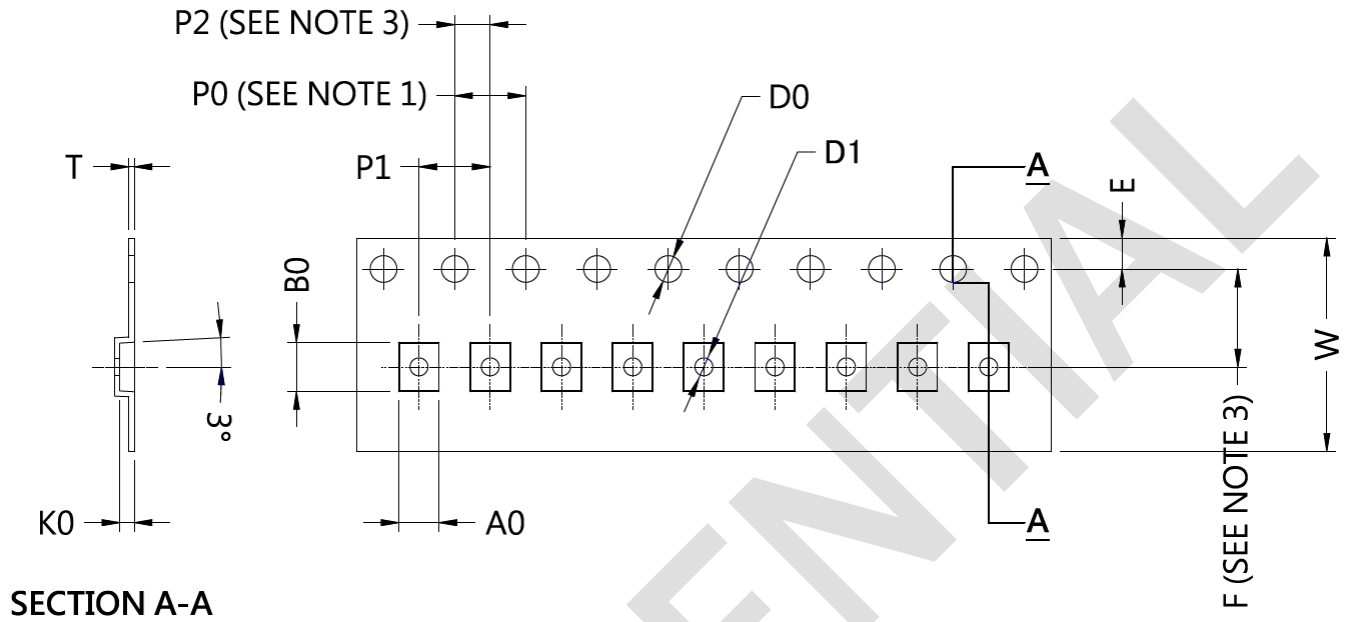 P2 (SEE NOTE 3)
P0 (SEE NOTE 1)
D0
T
P1
D1
A
E
B0
W
3°
F (SEE NOTE 3)
K0
A0
A
SECTION A-A
ENTIAL